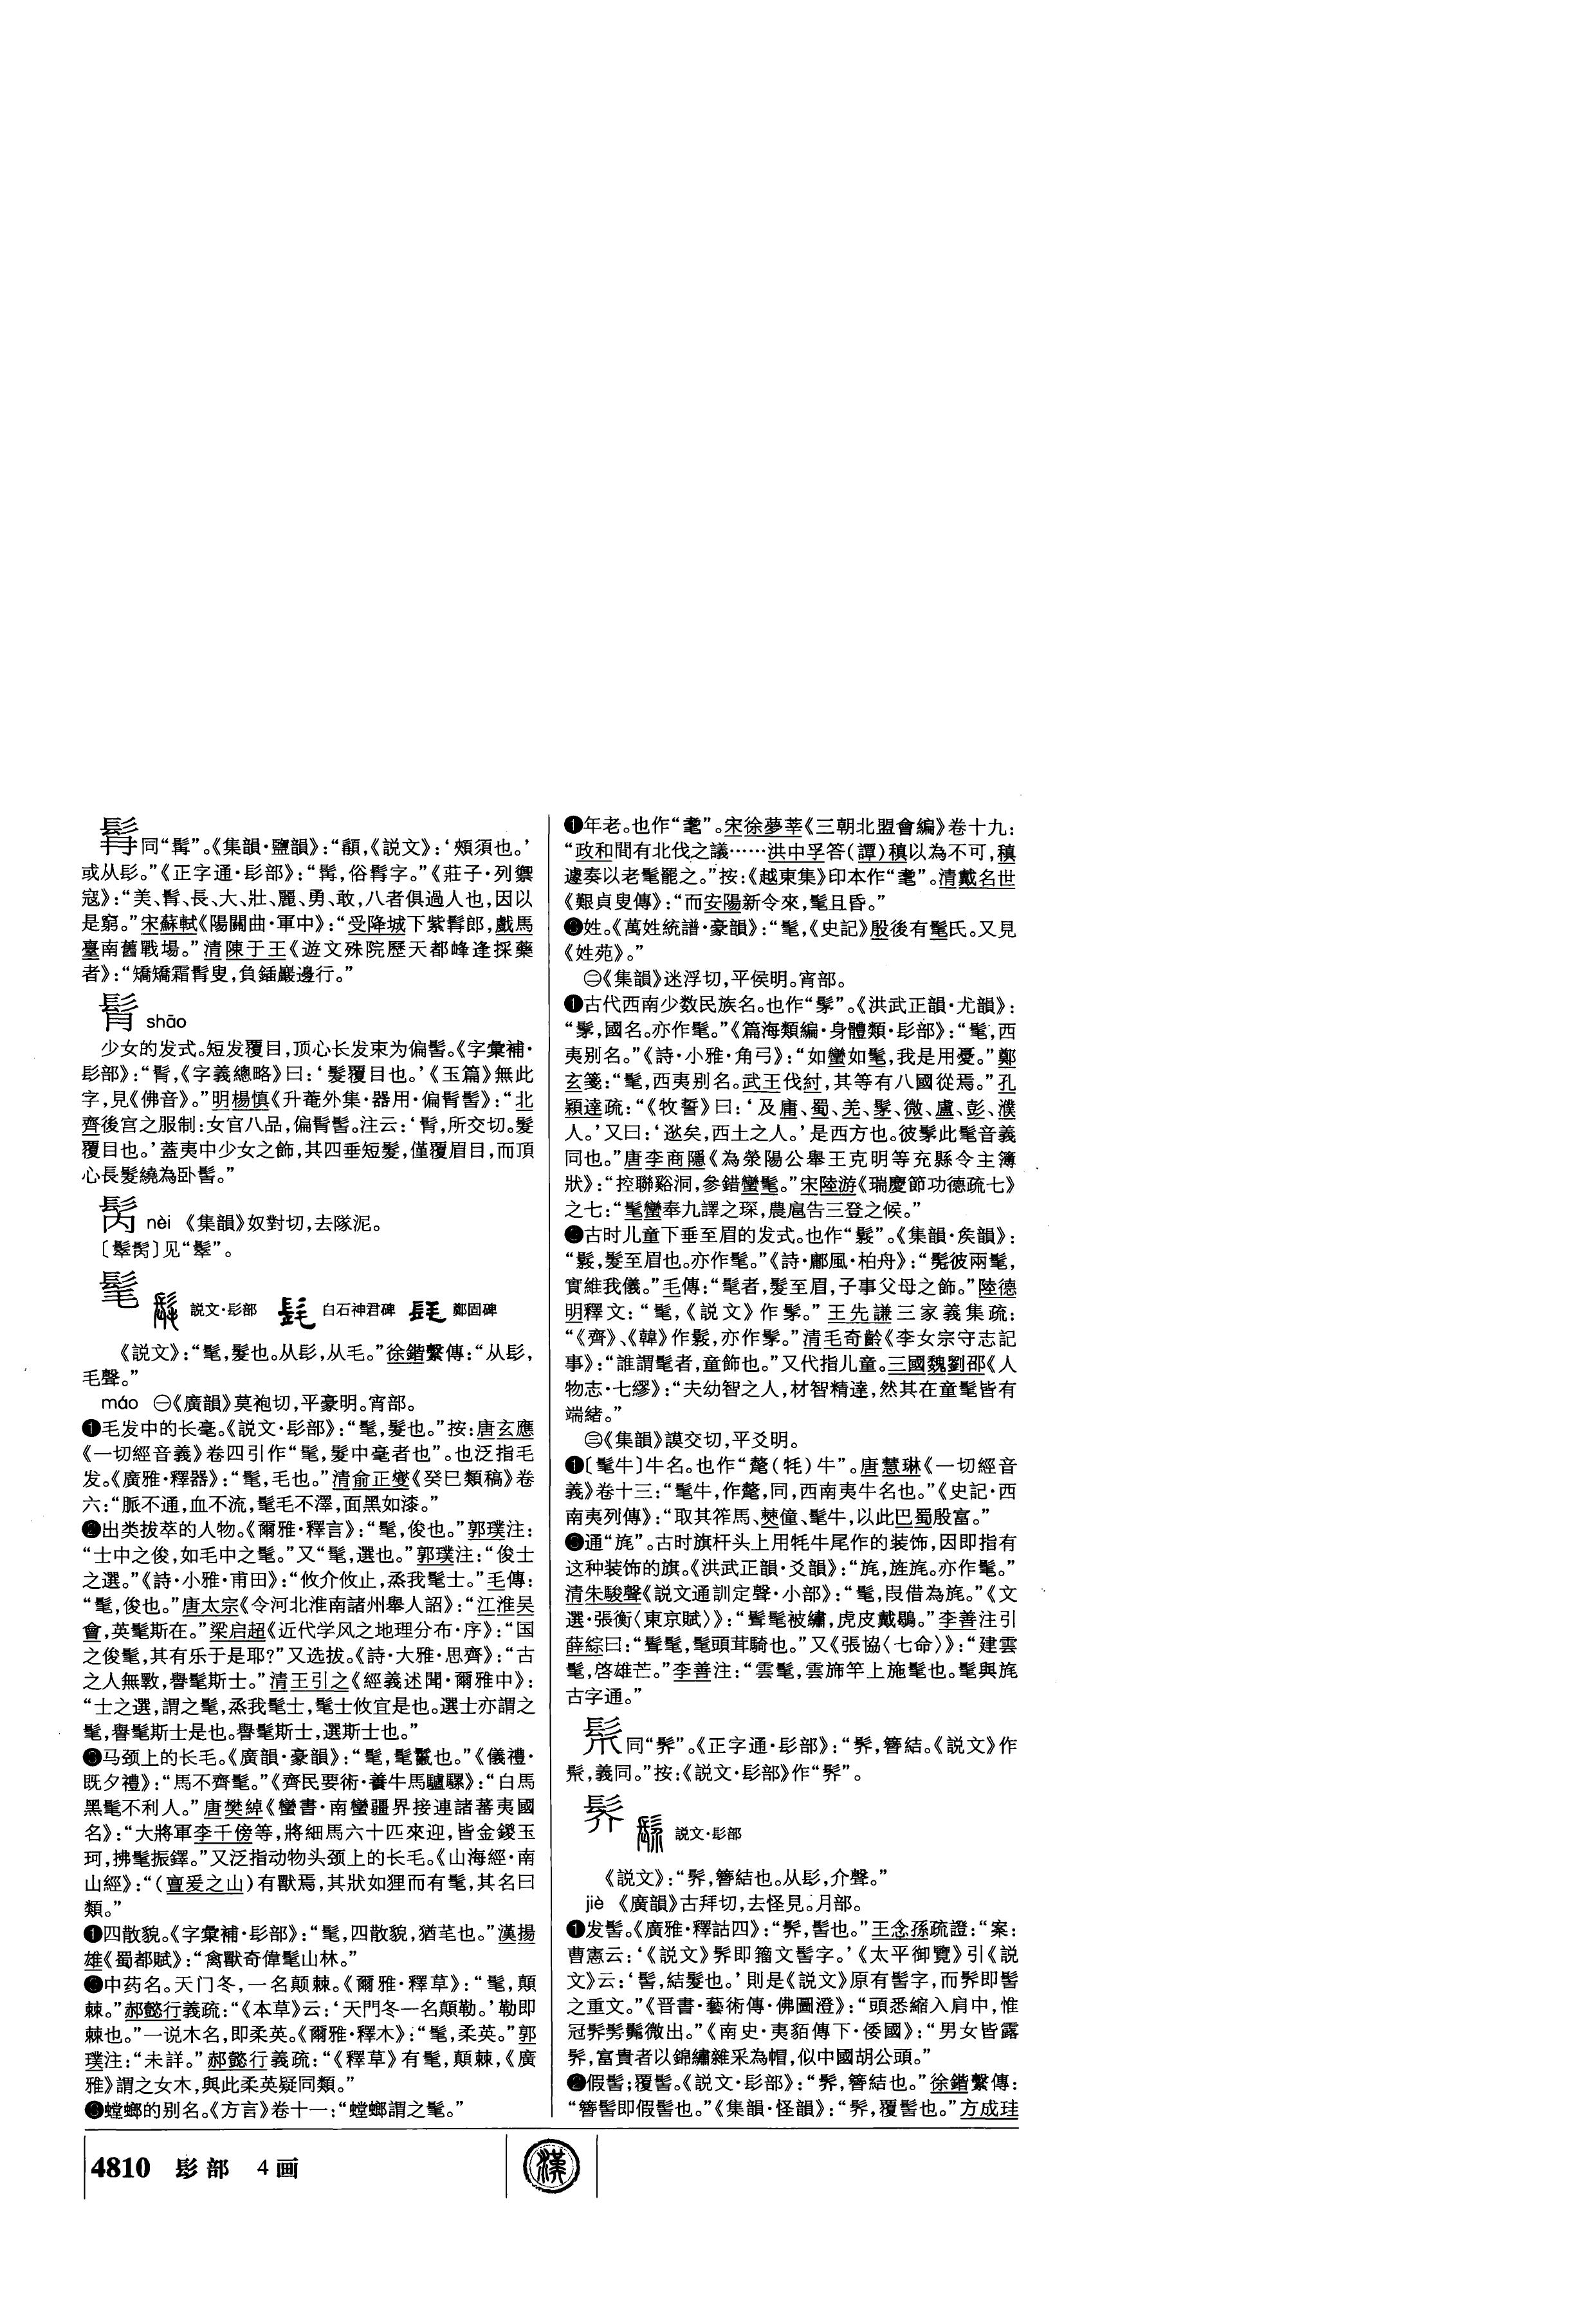 髥同“髯”。《集韻·鹽韻》：“䫇，《説文》：‘頰須也。’
或从髟。”《正字通·髟部》：“髯，俗髥字。”《莊子·列禦
寇》：“美、髯、長、大、壯、麗、勇、敢，八者俱過人也，因以
是窮。”宋蘇軾《陽關曲·軍中》：“受降城下紫髯郎，戲馬
臺南舊戰場。”清陳于王《遊文殊院歷天都峰逢採藥
者》：“矯矯霜髯叟，負鍤巖邊行。”
shāo
少女的发式。短发覆目，顶心长发束为偏髻。《字彙補·
髟部》：“《字義總略》曰：‘髮覆目也。’《玉篇》無此
字，見《佛音》。”明楊慎《升菴外集·器用·偏髾髻》：“北
齊後宫之服制：女官八品，偏髾髻。注云：‘髾，所交切。髮
覆目也。’蓋夷中少女之飾，其四垂短髮，僅覆眉目，而頂
心長髮繞為卧髻。”
nèi 《集韻》奴對切，去隊泥。
见“”。
髦 説文·髟部 白石神君碑 鄭固碑
《説文》：“髦，髮也。从髟，从毛。”徐鍇繫傳：“从髟，
毛聲。”
máo ㊀《廣韻》莫袍切，平豪明。宵部。
❶毛发中的长毫。《説文·髟部》：“髦，髮也。”按：唐玄應
《一切經音義》卷四引作“髦，髮中毫者也”。也泛指毛
发。《廣雅·釋器》：“髦，毛也。”清俞正燮《癸巳類稿》卷
六：“脈不通，血不流，髦毛不澤，面黑如漆。”
❷出类拔萃的人物。《爾雅·釋言》：“髦，俊也。”郭璞注：
“士中之俊，如毛中之髦。”又“髦，選也。”郭璞注：“俊士
之選。”《詩·小雅·甫田》：“攸介攸止，烝我髦士。”毛傳：
“髦，俊也。”唐太宗《令河北淮南諸州舉人詔》：“江淮吴
會，英髦斯在。”梁启超《近代学风之地理分布·序》：“国
之俊髦，其有乐于是耶？”又选拔。《詩·大雅·思齊》：“古
之人無斁，譽髦斯士。”清王引之《經義述聞·爾雅中》：
“士之選，謂之髦，烝我髦士，髦士攸宜是也。選士亦謂之
髦，譽髦斯士是也。譽髦斯士，選斯士也。”
❸马颈上的长毛。《廣韻·豪韻》：“髦，髦鬣也。”《儀禮·
既夕禮》：“馬不齊髦。”《齊民要術·養牛馬驢騾》：“白馬
黑髦不利人。”唐樊綽《蠻書·南蠻疆界接連諸蕃夷國
名》：“大將軍李千傍等，將細馬六十匹來迎，皆金鍐玉
珂，拂髦振鐸。”又泛指动物头颈上的长毛。《山海經·南
山經》：“（亶爰之山）有獸焉，其狀如狸而有髦，其名曰
類。”
❹四散貌。《字彙補·髟部》：“髦，四散貌，猶芼也。”漢揚
雄《蜀都賦》：“禽獸奇偉髦山林。”
❺中药名。天门冬，一名颠棘。《爾雅·釋草》：“髦，顛
棘。”郝懿行義疏：“《本草》云：‘天門冬一名顛勒。’勒即
棘也。”一说木名，即柔英。《爾雅·釋木》：“髦，柔英。”郭
璞注：“未詳。”郝懿行義疏：“《釋草》有髦，顛棘，《廣
雅》謂之女木，與此柔英疑同類。”
❻螳螂的别名。《方言》卷十一：“螳螂謂之髦。”
❼年老。也作“耄”。宋徐夢莘《三朝北盟會編》卷十九：
“政和間有北伐之議……洪中孚答（譚）稹以為不可，稹
遽奏以老髦罷之。”按：《越東集》印本作“耄”。清戴名世
《艱貞叟傳》：“而安陽新令來，髦且昏。”
❽姓。《萬姓統譜·豪韻》：“髦，《史記》殷後有髦氏。又見
《姓苑》。”
㊁《集韻》迷浮切，平侯明。宵部。
❶古代西南少数民族名。也作“髳”。《洪武正韻·尤韻》：
“髳，國名。亦作髦。”《篇海類編·身體類·髟部》：“髦，西
夷别名。”《詩·小雅·角弓》：“如蠻如髦，我是用憂。”鄭
玄箋：“髦，西夷别名。武王伐紂，其等有八國從焉。”孔
穎達疏：“《牧誓》曰：‘及庸、蜀、羌、髳、微、盧、彭、濮
人。’又曰：‘逖矣，西土之人。’是西方也。彼髳此髦音義
同也。”唐李商隱《為滎陽公舉王克明等充縣令主簿
狀》：“控聯谿洞，參錯蠻髦。”宋陸游《瑞慶節功德疏七》
之七：“髦蠻奉九譯之琛，農扈告三登之候。”
❷古时儿童下垂至眉的发式。也作“鬏”。《集韻·矦韻》：
“，髮至眉也。亦作髦。”《詩·鄘風·柏舟》：“髧彼兩髦，
實維我儀。”毛傳：“髦者，髮至眉，子事父母之飾。”陸德
明釋文：“髦，《説文》作髳。”王先謙三家義集疏：
“《齊》、《韓》作，亦作髳。”清毛奇齡《李女宗守志記
事》：“誰謂髦者，童飾也。”又代指儿童。三國魏劉邵《人
物志·七繆》：“夫幼智之人，材智精達，然其在童髦皆有
端緒。”
㊂《集韻》謨交切，平爻明。
❶〔髦牛〕牛名。也作“犛（牦）牛”。唐慧琳《一切經音
義》卷十三：“髦牛，作犛，同，西南夷牛名也。”《史記·西
南夷列傳》：“取其筰馬、僰僮、髦牛，以此巴蜀殷富。”
❷通“旄”。古时旗杆头上用牦牛尾作的装饰，因即指有
这种装饰的旗。《洪武正韻·爻韻》：“旄，旌旄。亦作髦。”
清朱駿聲《説文通訓定聲·小部》：“髦，叚借為旄。”《文
選·張衡〈東京賦〉》：“髶髦被繡，虎皮戴鶡。”李善注引
薛綜曰：“髶髦，髦頭茸騎也。”又《張協〈七命〉》：“建雲
髦，啓雄芒。”李善注：“雲髦，雲旆竿上施髦也。髦與旄
古字通。”
同“髤”。《正字通·髟部》：“髤，簪結。《説文》作
，義同。”按：《説文·髟部》作“䯰”。
䯰 説文·髟部
《説文》：“䯰，簪結也。从髟，介聲。”
jiè 《廣韻》古拜切，去怪見。月部。
❶发髻。《廣雅·釋詁四》：“䯰，髻也。”王念孫疏證：“案：
曹憲云：‘《説文》䯰即籀文髻字。’《太平御覽》引《説
文》云：‘髻，結髮也。’則是《説文》原有髻字，而䯰即髻
之重文。”《晋書·藝術傳·佛圖澄》：“頭悉縮入肩中，惟
冠䯰髣髴微出。”《南史·夷貊傳下·倭國》：“男女皆露
䯰，富貴者以錦繡雜采為帽，似中國胡公頭。”
❷假髻；覆髻。《説文·髟部》：“䯰，簪結也。”徐鍇繫傳：
“簪髻即假髻也。”《集韻·怪韻》：“䯰，覆髻也。”方成珪
4810 髟部 4画
漢